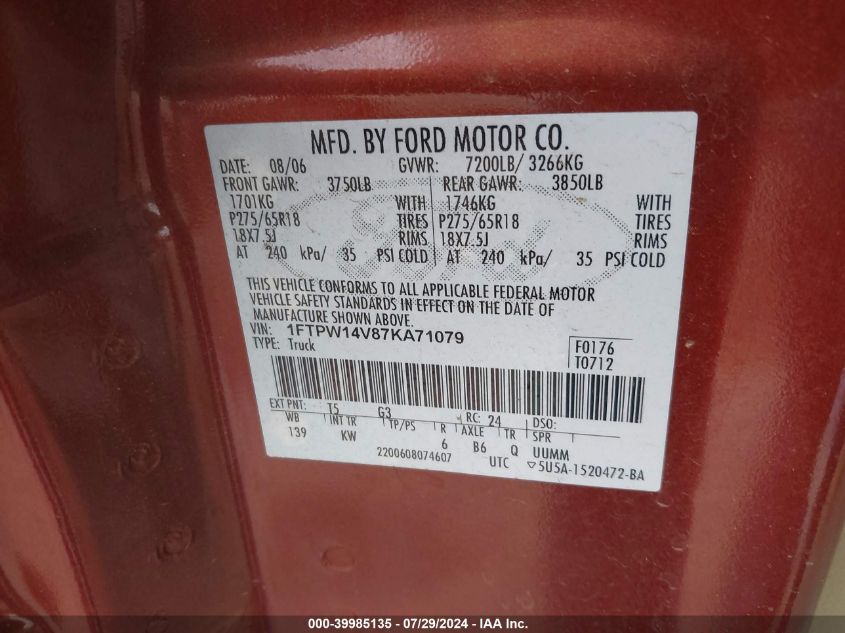 MFD. BY FORD MOTOR CO.
DATE: 08/06 GVWR: 7200LB/ 3266KG
FRONT GAWR: 3750LB REAR GAWR: 3850LB
1701KG WITH 1746KG WITH
P275/65R18 TIRES P275/65R18 TIRES
18X7.5J RIMS 18X7.5J RIMS
AT 240 kPa/ 35 PSI COLD AT 240 kPa/ 35 PSI COLD
THIS VEHICLE CONFORMS TO ALL APPLICABLE FEDERAL MOTOR
VEHICLE SAFETY STANDARDS IN EFFECT ON THE DATE OF
MANUFACTURE SHOWN ABOVE.
VIN: 1FTPW14V87KA71079
TYPE: Truck
F0176
T0712
EXT PNT: T5 G3 RC: 24 DSO:
WB INT TR TP/PS R AXLE TR SPR
139 KW 6 B6 Q UUMM
2200608074607 UTC ▽5U5A-1520472-BA
Ford
000-39985135 - 07/29/2024 - IAA Inc.